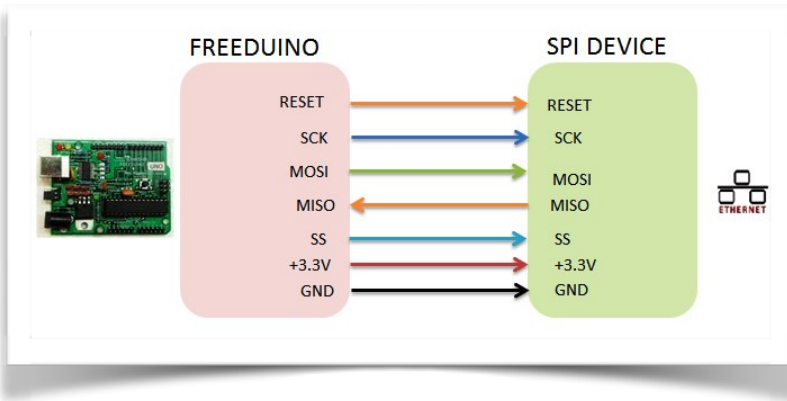 FREEDUINO
SPI DEVICE
RESET
RESET
SCK
SCK
MOSI
MOSI
MISO
MISO
SS
SS
+3.3V
+3.3V
GND
GND
UNO
ETHERNET